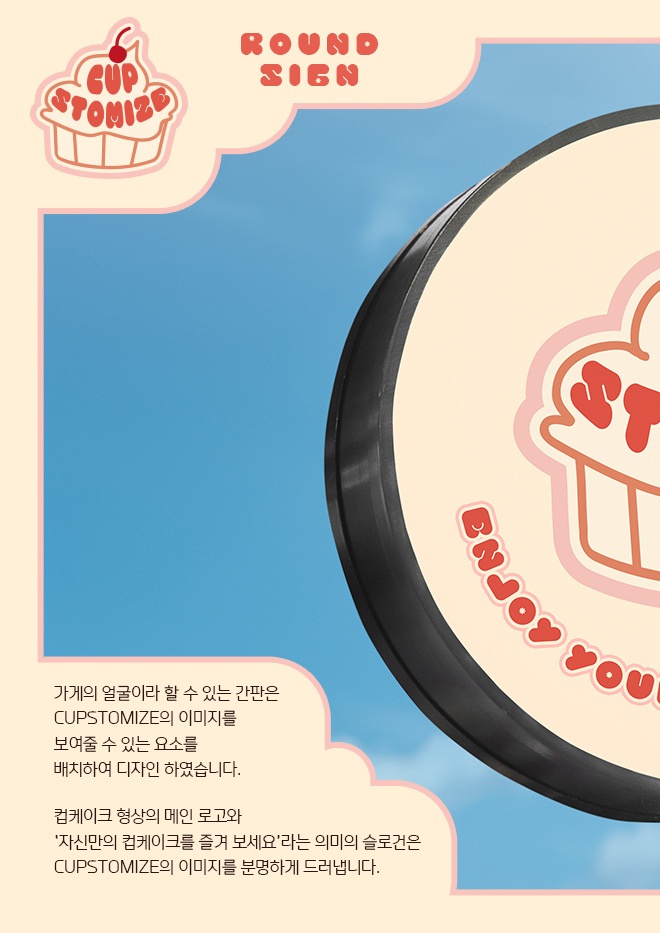 CUP
STOMIZE
ROUND
SIGN
ST
ENJOY YOU
가게의 얼굴이라 할 수 있는 간판은
CUPSTOMIZE의 이미지를
보여줄 수 있는 요소를
배치하여 디자인 하였습니다.
컵케이크 형상의 메인 로고와
'자신만의 컵케이크를 즐겨 보세요'라는 의미의 슬로건은
CUPSTOMIZE의 이미지를 분명하게 드러냅니다.